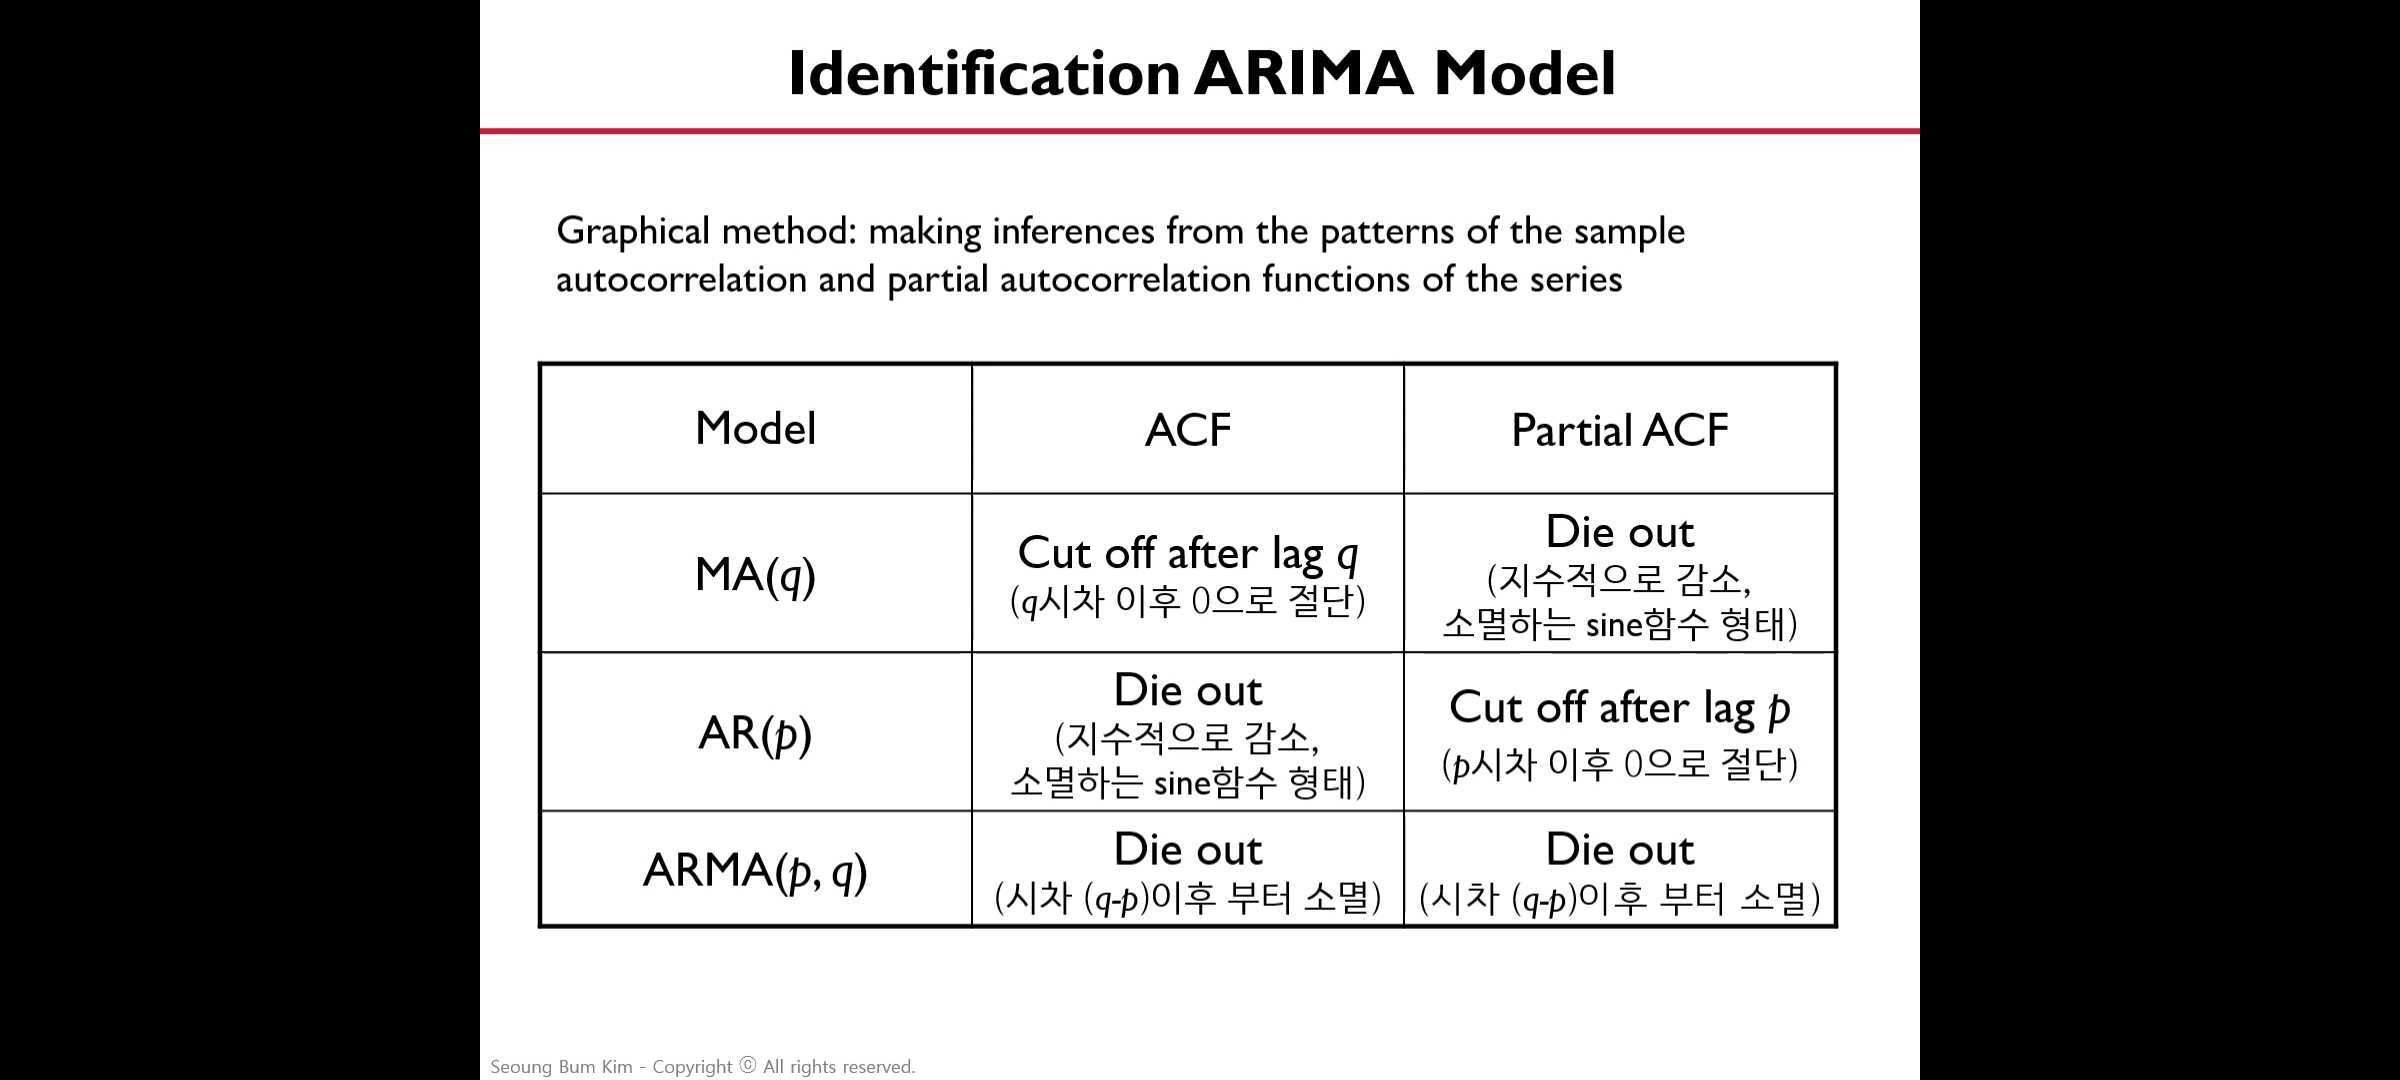 Identification ARIMA Model
Graphical method: making inferences from the patterns of the sample
autocorrelation and partial autocorrelation functions of the series
Model
ACF
Partial ACF
MA(q)
Cut off after lag q
(q시차 이후 0으로 절단)
Die out
(지수적으로 감소,
소멸하는 sine함수 형태)
AR(p)
Die out
(지수적으로 감소,
소멸하는 sine함수 형태)
Cut off after lag p
(p시차 이후 0으로 절단)
ARMA(p, q)
Die out
(시차 (q-p)이후 부터 소멸)
Die out
(시차 (q-p)이후 부터 소멸)
Seoung Bum Kim - Copyright ⓒ All rights reserved.